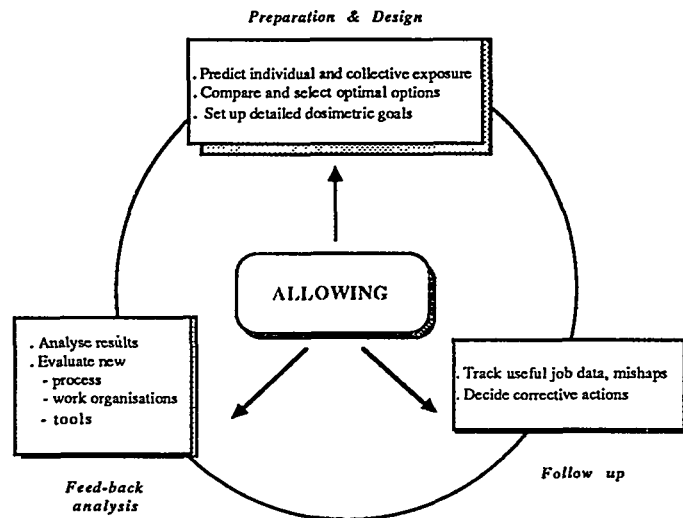 Preparation & Design
. Predict individual and collective exposure
. Compare and select optimal options
. Set up detailed dosimetric goals
ALLOWING
. Analyse results
. Evaluate new
- process
- work organisations
- tools
Feed-back
analysis
. Track useful job data, mishaps
. Decide corrective actions
Follow up